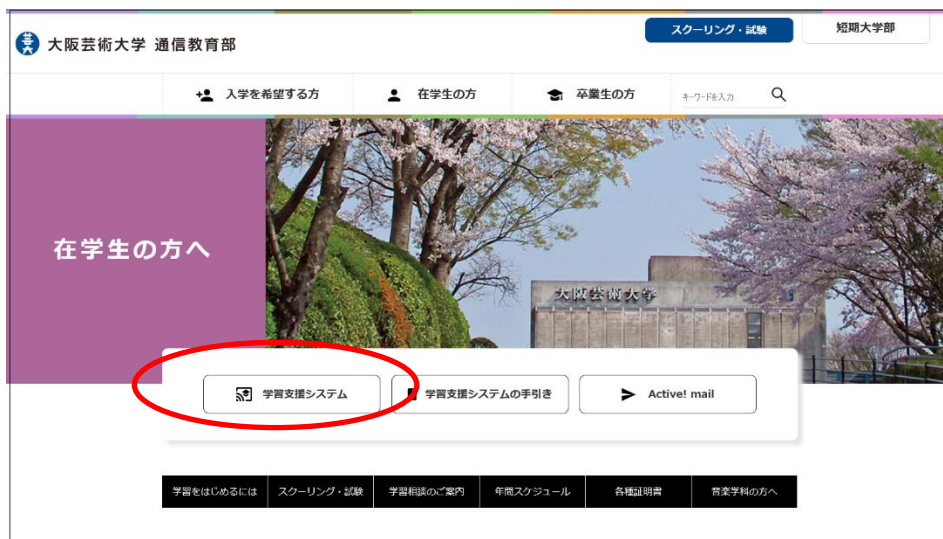 大阪芸術大学 通信教育部
スクーリング・試験
短期大学部
入学を希望する方
在学生の方
卒業生の方
キーワードを入力
在学生の方へ
大阪芸術大学
学習支援システム
学習支援システムの手引き
Active! mail
学習をはじめるには
スクーリング・試験
学習相談のご案内
年間スケジュール
各種証明書
音楽学科の方へ